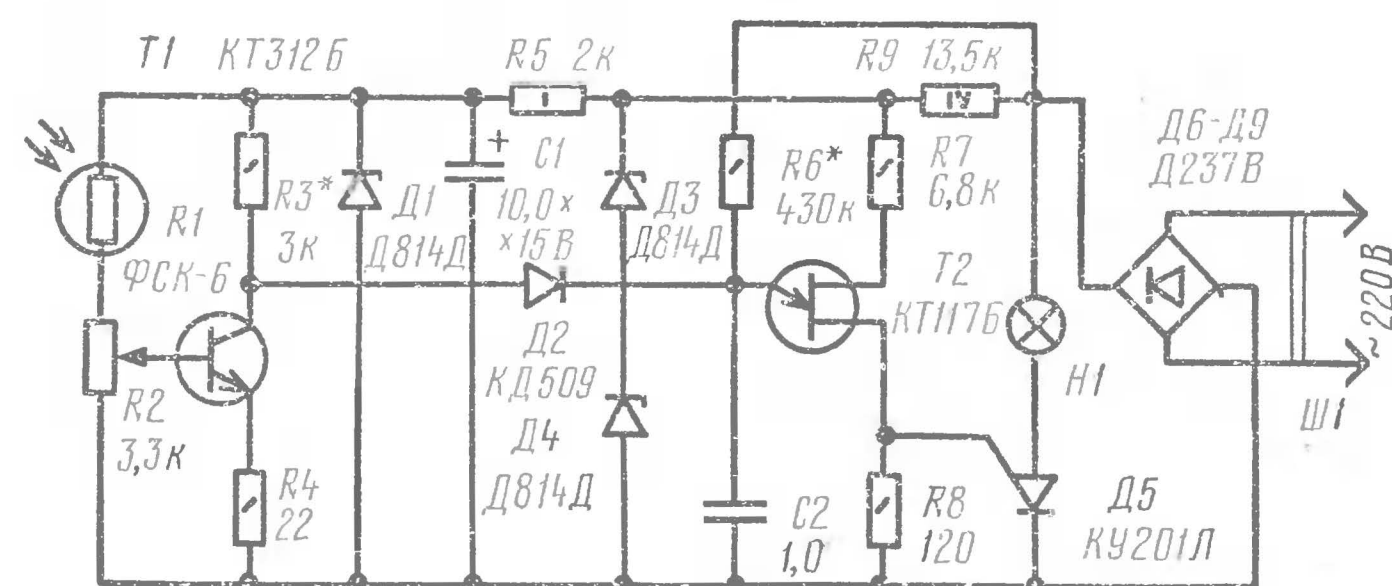 T1 КТ312Б
R5 2к
R9 13,5к
R1
ФСК-6
R3*
3к
Д1
Д814Д
+
C1
10,0×
×15В
Д3
Д814Д
R6*
430к
R7
6,8к
Д6-Д9
Д237В
R2
3,3к
R4
22
Д2
КД509
Д4
Д814Д
C2
1,0
T2
КТ117Б
R8
120
H1
Д5
КУ201Л
~220В
Ш1